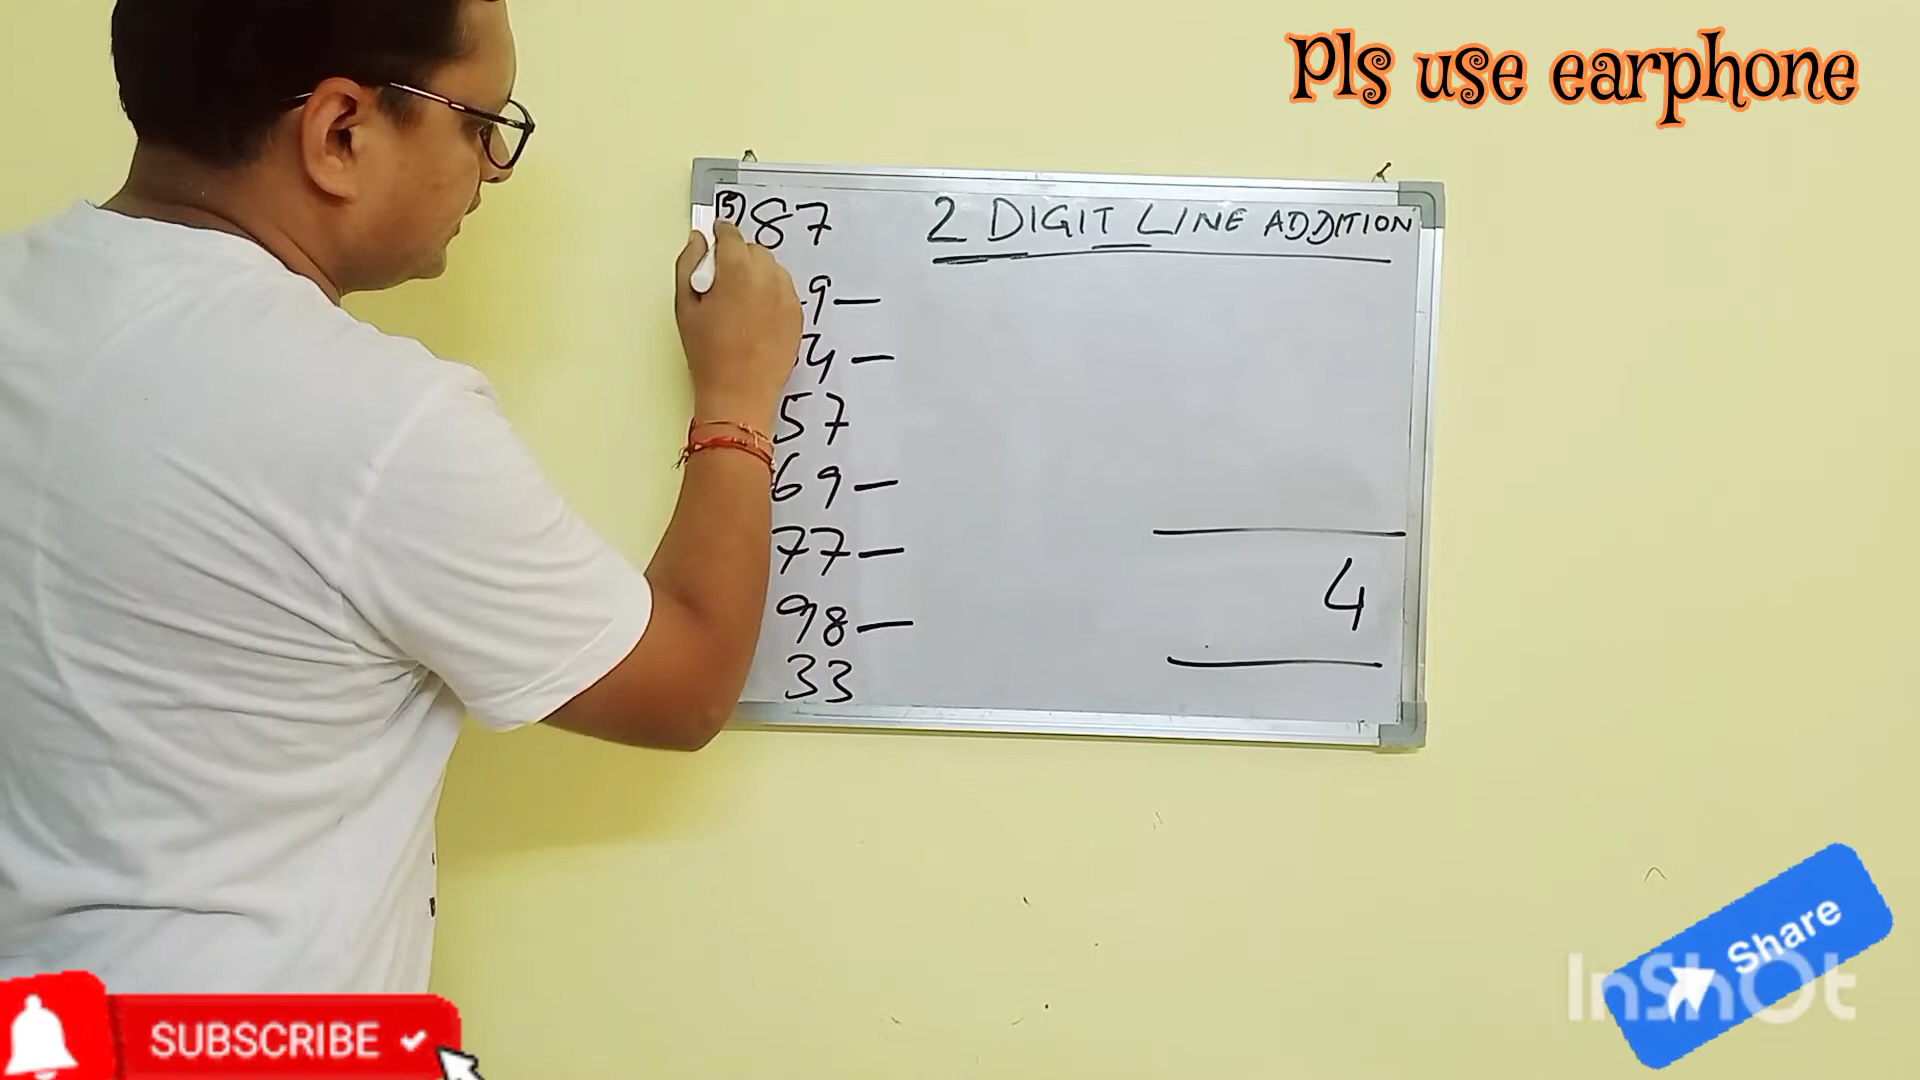 Pls use earphone
87
2 DIGIT LINE ADDITION
9 —
4 —
57
69 —
77 —
98 —
33
4
Share
InShOt
SUBSCRIBE